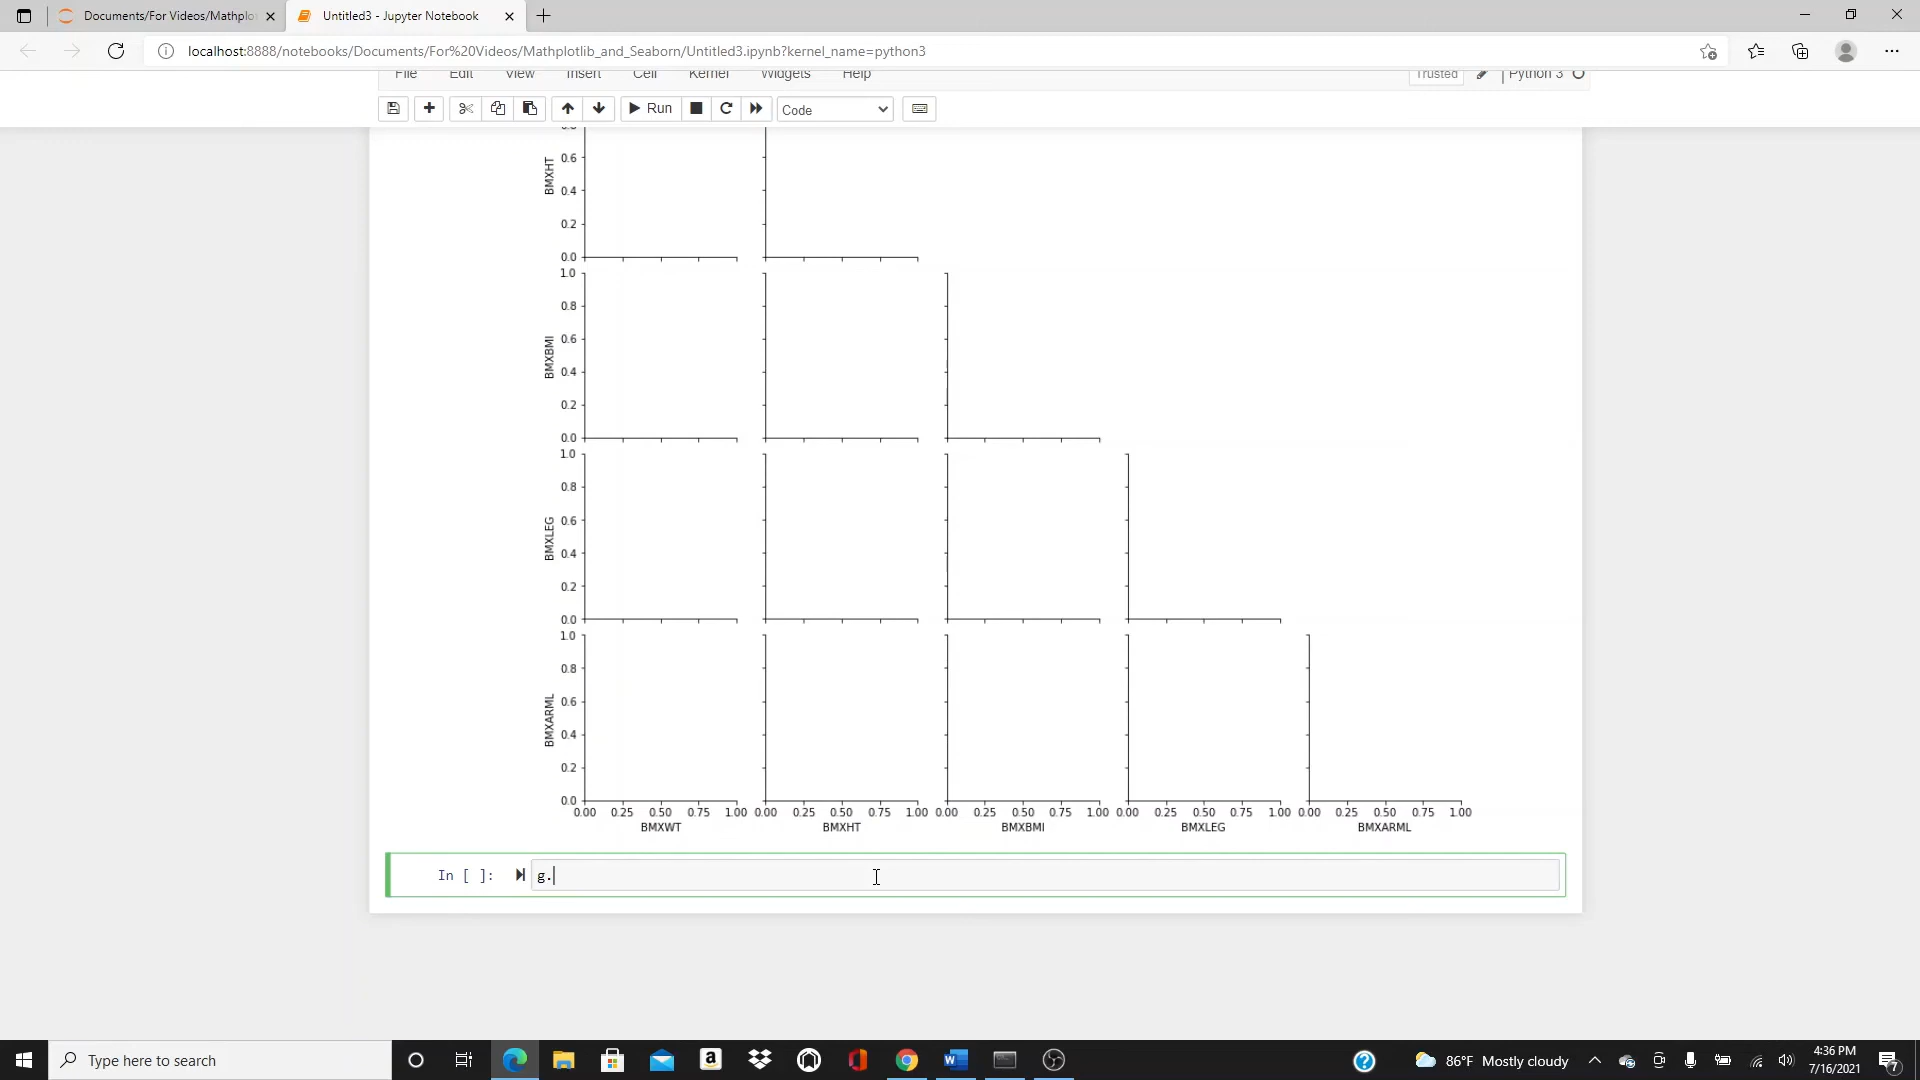 Documents/For Videos/Mathplo
Untitled3 - Jupyter Notebook
localhost:8888/notebooks/Documents/For%20Videos/Mathplotlib_and_Seaborn/Untitled3.ipynb?kernel_name=python3
File Edit View Insert Cell Kernel Widgets Help
Trusted
Python 3
Run
Code
BMXHT
0.8
0.6
0.4
0.2
0.0
BMXBMI
1.0
0.8
0.6
0.4
0.2
0.0
BMXLEG
1.0
0.8
0.6
0.4
0.2
0.0
BMXARML
1.0
0.8
0.6
0.4
0.2
0.0
0.00 0.25 0.50 0.75 1.00 0.00 0.25 0.50 0.75 1.00 0.00 0.25 0.50 0.75 1.00 0.00 0.25 0.50 0.75 1.00 0.00 0.25 0.50 0.75 1.00
BMXWT BMXHT BMXBMI BMXLEG BMXARML
In [ ]: g.
Type here to search
86°F Mostly cloudy
4:36 PM
7/16/2021
7